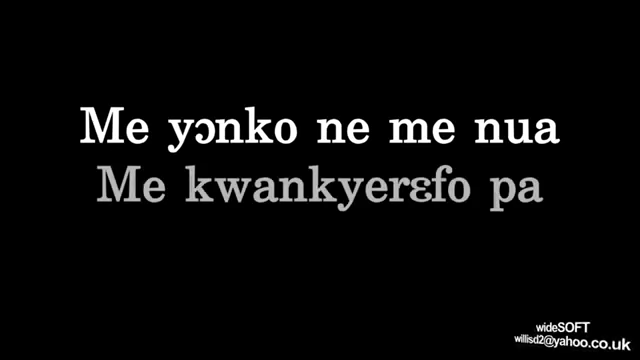 Me yɔnko ne me nua
Me kwankyerɛfo pa
wideSOFT
willisd2@yahoo.co.uk